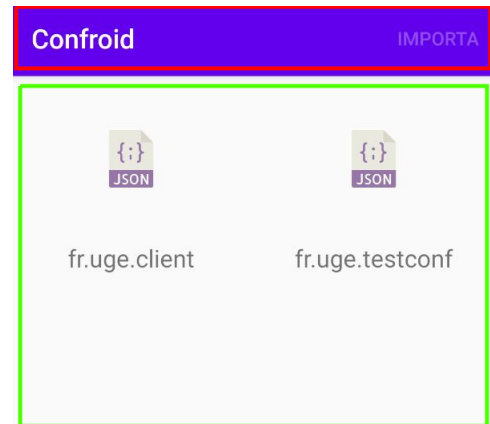 Confroid IMPORTA
{;} {;}
JSON JSON
fr.uge.client fr.uge.testconf